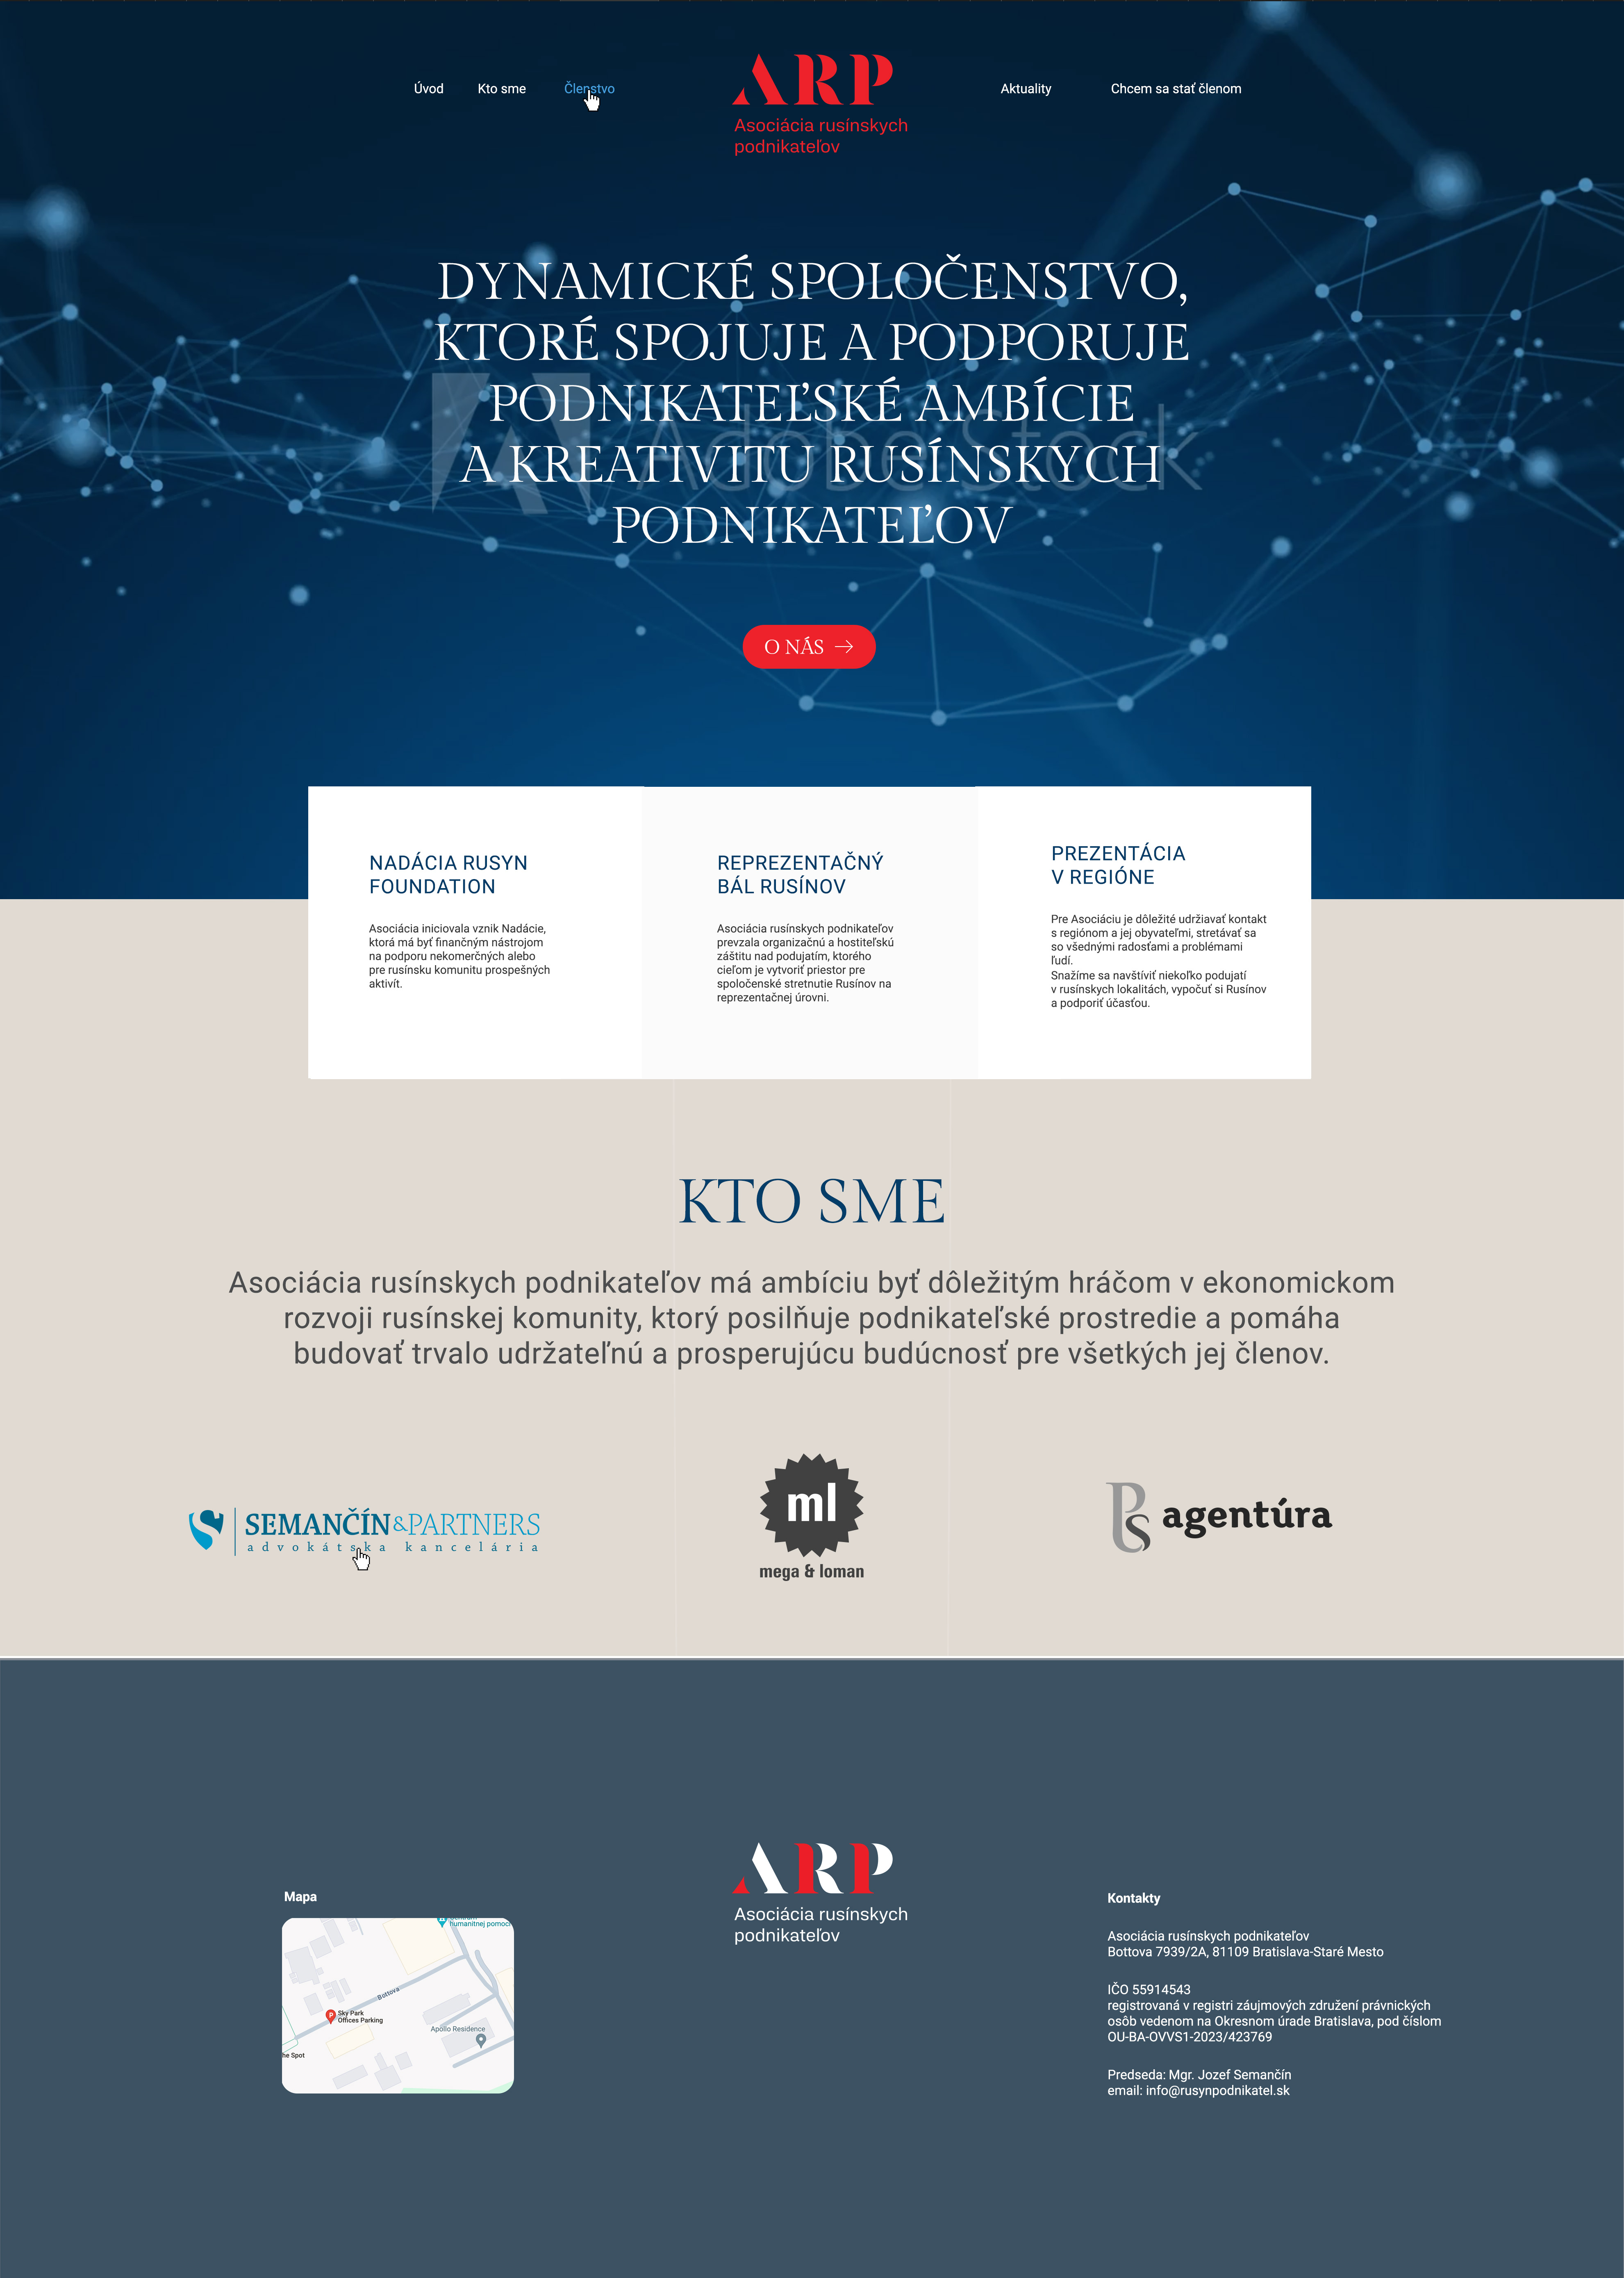 Úvod
Kto sme
Členstvo
ARP
Asociácia rusínskych
podnikateľov
Aktuality
Chcem sa stať členom
DYNAMICKÉ SPOLOČENSTVO,
KTORÉ SPOJUJE A PODPORUJE
PODNIKATEĽSKÉ AMBÍCIE
A KREATIVITU RUSÍNSKYCH
PODNIKATEĽOV
Adobe Stock
O NÁS →
NADÁCIA RUSYN
FOUNDATION
Asociácia iniciovala vznik Nadácie,
ktorá má byť finančným nástrojom
na podporu nekomerčných alebo
pre rusínsku komunitu prospešných
aktivít.
REPREZENTAČNÝ
BÁL RUSÍNOV
Asociácia rusínskych podnikateľov
prevzala organizačnú a hostiteľskú
záštitu nad podujatím, ktorého
cieľom je vytvoriť priestor pre
spoločenské stretnutie Rusínov na
reprezentačnej úrovni.
PREZENTÁCIA
V REGIÓNE
Pre Asociáciu je dôležité udržiavať kontakt
s regiónom a jej obyvateľmi, stretávať sa
so všednými radosťami a problémami
ľudí.
Snažíme sa navštíviť niekoľko podujatí
v rusínskych lokalitách, vypočuť si Rusínov
a podporiť účasťou.
KTO SME
Asociácia rusínskych podnikateľov má ambíciu byť dôležitým hráčom v ekonomickom
rozvoji rusínskej komunity, ktorý posilňuje podnikateľské prostredie a pomáha
budovať trvalo udržateľnú a prosperujúcu budúcnosť pre všetkých jej členov.
SEMANČÍN&PARTNERS
advokátska kancelária
ml
mega & loman
PS agentúra
Mapa
humanitnej pomoci
Bottova
Sky Park
Offices Parking
Apollo Residence
he Spot
ARP
Asociácia rusínskych
podnikateľov
Kontakty
Asociácia rusínskych podnikateľov
Bottova 7939/2A, 81109 Bratislava-Staré Mesto
IČO 55914543
registrovaná v registri záujmových združení právnických
osôb vedenom na Okresnom úrade Bratislava, pod číslom
OU-BA-OVVS1-2023/423769
Predseda: Mgr. Jozef Semančín
email: info@rusynpodnikatel.sk